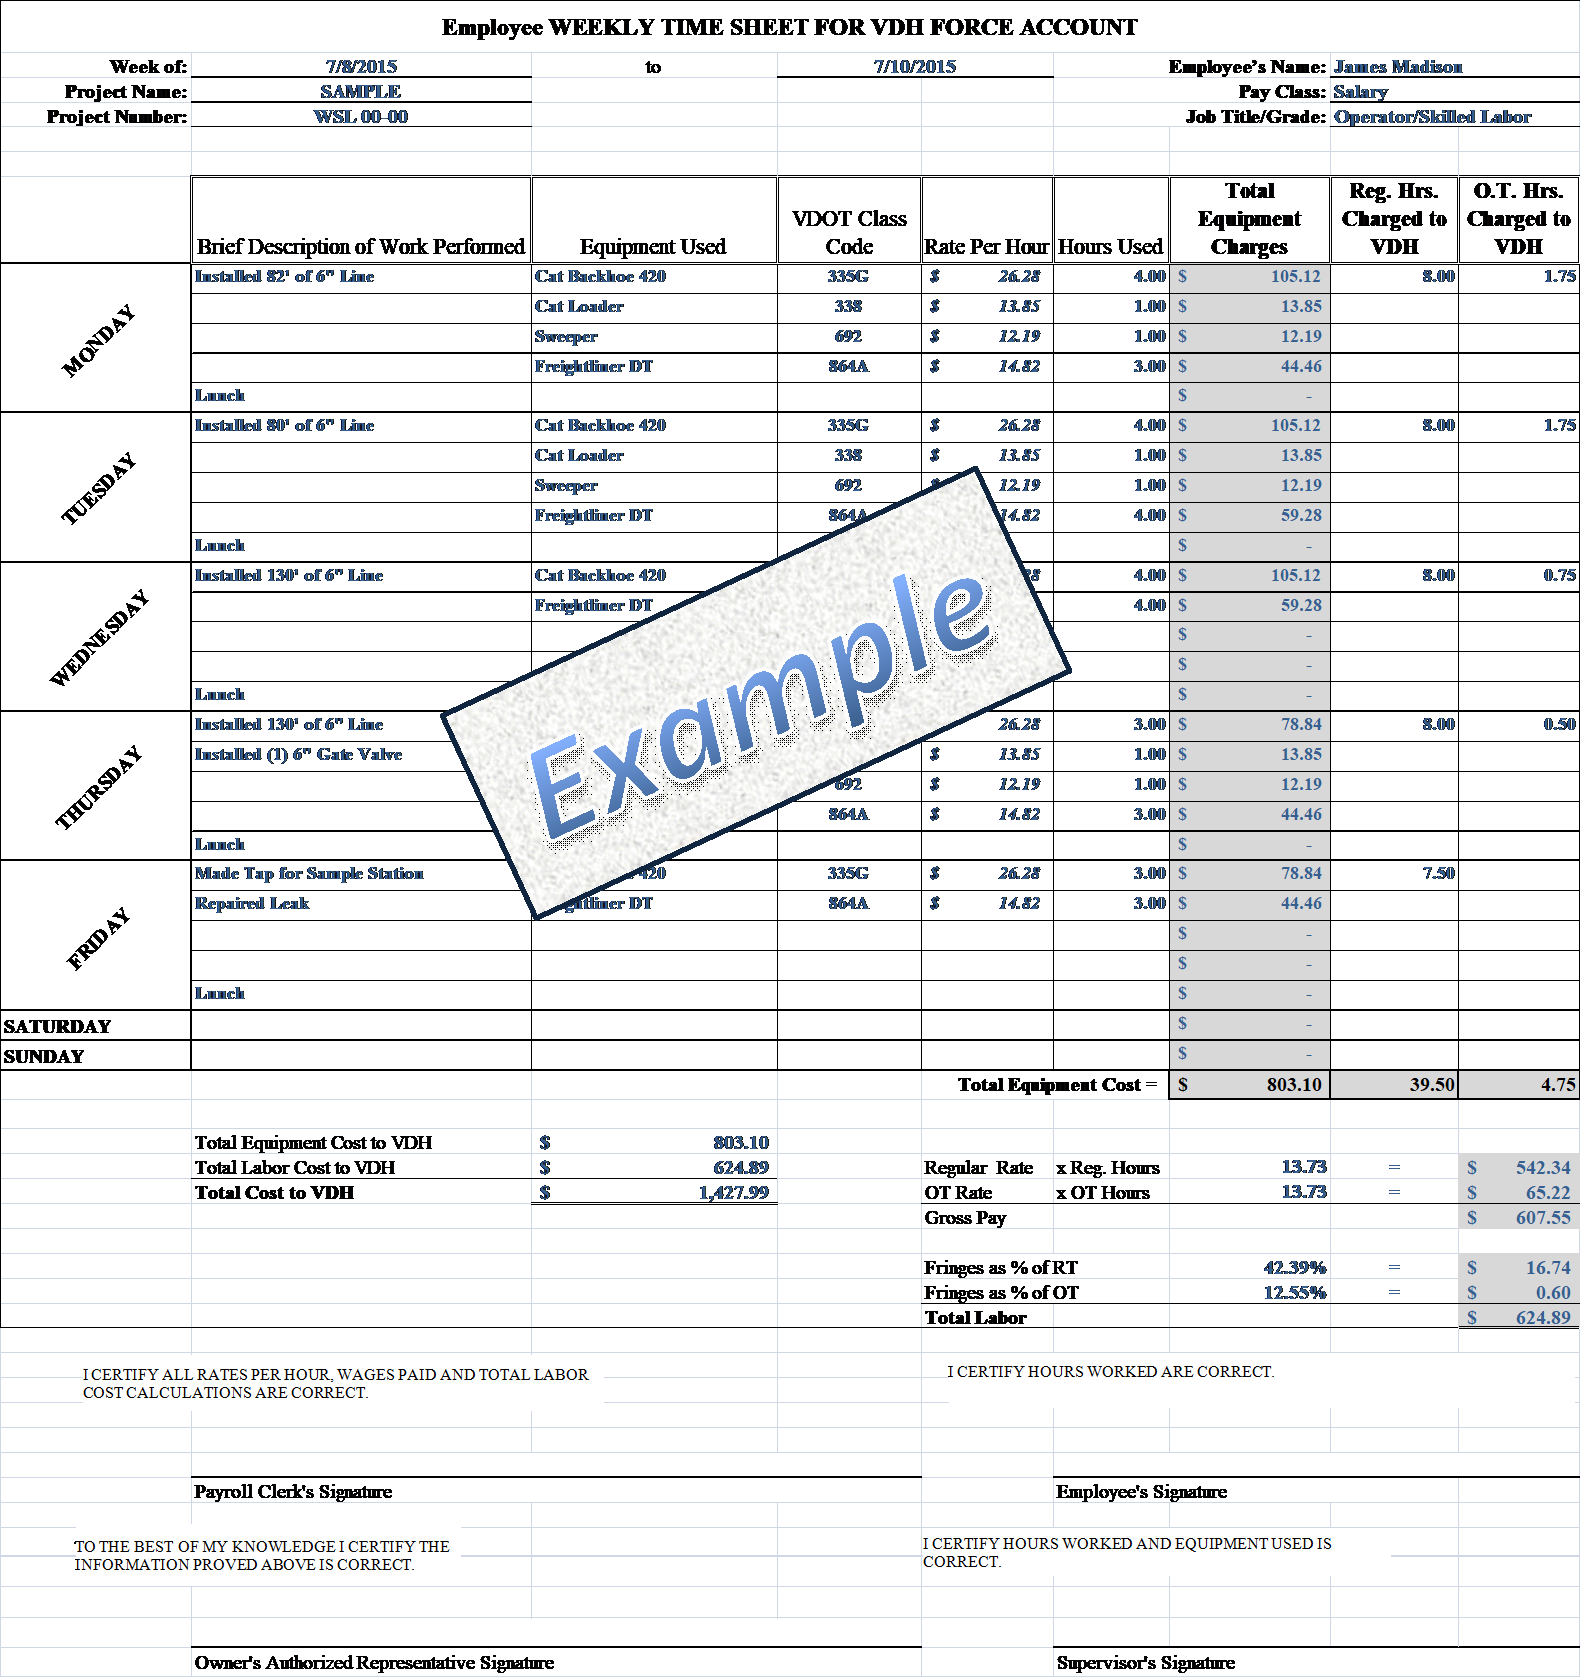 Employee WEEKLY TIME SHEET FOR VDH FORCE ACCOUNT
Week of: 7/8/2015 to 7/10/2015 Employee's Name: James Madison
Project Name: SAMPLE Pay Class: Salary
Project Number: WSL 00-00 Job Title/Grade: Operator/Skilled Labor
Brief Description of Work Performed Equipment Used VDOT Class Code Rate Per Hour Hours Used Total Equipment Charges Reg. Hrs. Charged to VDH O.T. Hrs. Charged to VDH
MONDAY
Installed 82' of 6" Line Cat Backhoe 420 335G $ 26.28 4.00 $ 105.12 8.00 1.75
Cat Loader 338 $ 13.85 1.00 $ 13.85
Sweeper 692 $ 12.19 1.00 $ 12.19
Freightliner DT 864A $ 14.82 3.00 $ 44.46
Lunch $ -
TUESDAY
Installed 80' of 6" Line Cat Backhoe 420 335G $ 26.28 4.00 $ 105.12 8.00 1.75
Cat Loader 338 $ 13.85 1.00 $ 13.85
Sweeper 692 $ 12.19 1.00 $ 12.19
Freightliner DT 864A 14.82 4.00 $ 59.28
Lunch $ -
WEDNESDAY
Installed 130' of 6" Line Cat Backhoe 420 4.00 $ 105.12 8.00 0.75
Freightliner DT 4.00 $ 59.28
$ -
$ -
Lunch $ -
THURSDAY
Installed 130' of 6" Line 26.28 3.00 $ 78.84 8.00 0.50
Installed (1) 6" Gate Valve $ 13.85 1.00 $ 13.85
692 $ 12.19 1.00 $ 12.19
864A $ 14.82 3.00 $ 44.46
Lunch $ -
FRIDAY
Made Tap for Sample Station 420 335G $ 26.28 3.00 $ 78.84 7.50
Repaired Leak DT 864A $ 14.82 3.00 $ 44.46
$ -
$ -
Lunch $ -
SATURDAY $ -
SUNDAY $ -
Example
Total Equipment Cost = $ 803.10 39.50 4.75
Total Equipment Cost to VDH $ 803.10
Total Labor Cost to VDH $ 624.89 Regular Rate x Reg. Hours 13.73 = $ 542.34
Total Cost to VDH $ 1,427.99 OT Rate x OT Hours 13.73 = $ 65.22
Gross Pay $ 607.55
Fringes as % of RT 42.39% = $ 16.74
Fringes as % of OT 12.55% = $ 0.60
Total Labor $ 624.89
I CERTIFY ALL RATES PER HOUR, WAGES PAID AND TOTAL LABOR
COST CALCULATIONS ARE CORRECT.
I CERTIFY HOURS WORKED ARE CORRECT.
Payroll Clerk's Signature Employee's Signature
TO THE BEST OF MY KNOWLEDGE I CERTIFY THE
INFORMATION PROVED ABOVE IS CORRECT.
I CERTIFY HOURS WORKED AND EQUIPMENT USED IS
CORRECT.
Owner's Authorized Representative Signature Supervisor's Signature